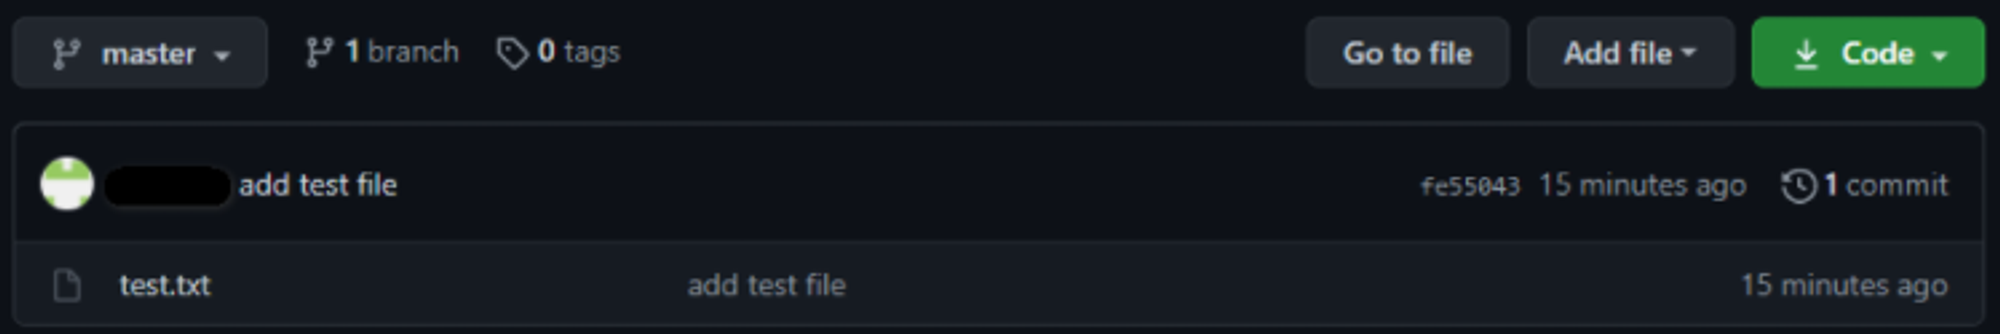 master 1 branch 0 tags Go to file Add file Code
add test file fe55043 15 minutes ago 1 commit
test.txt add test file 15 minutes ago